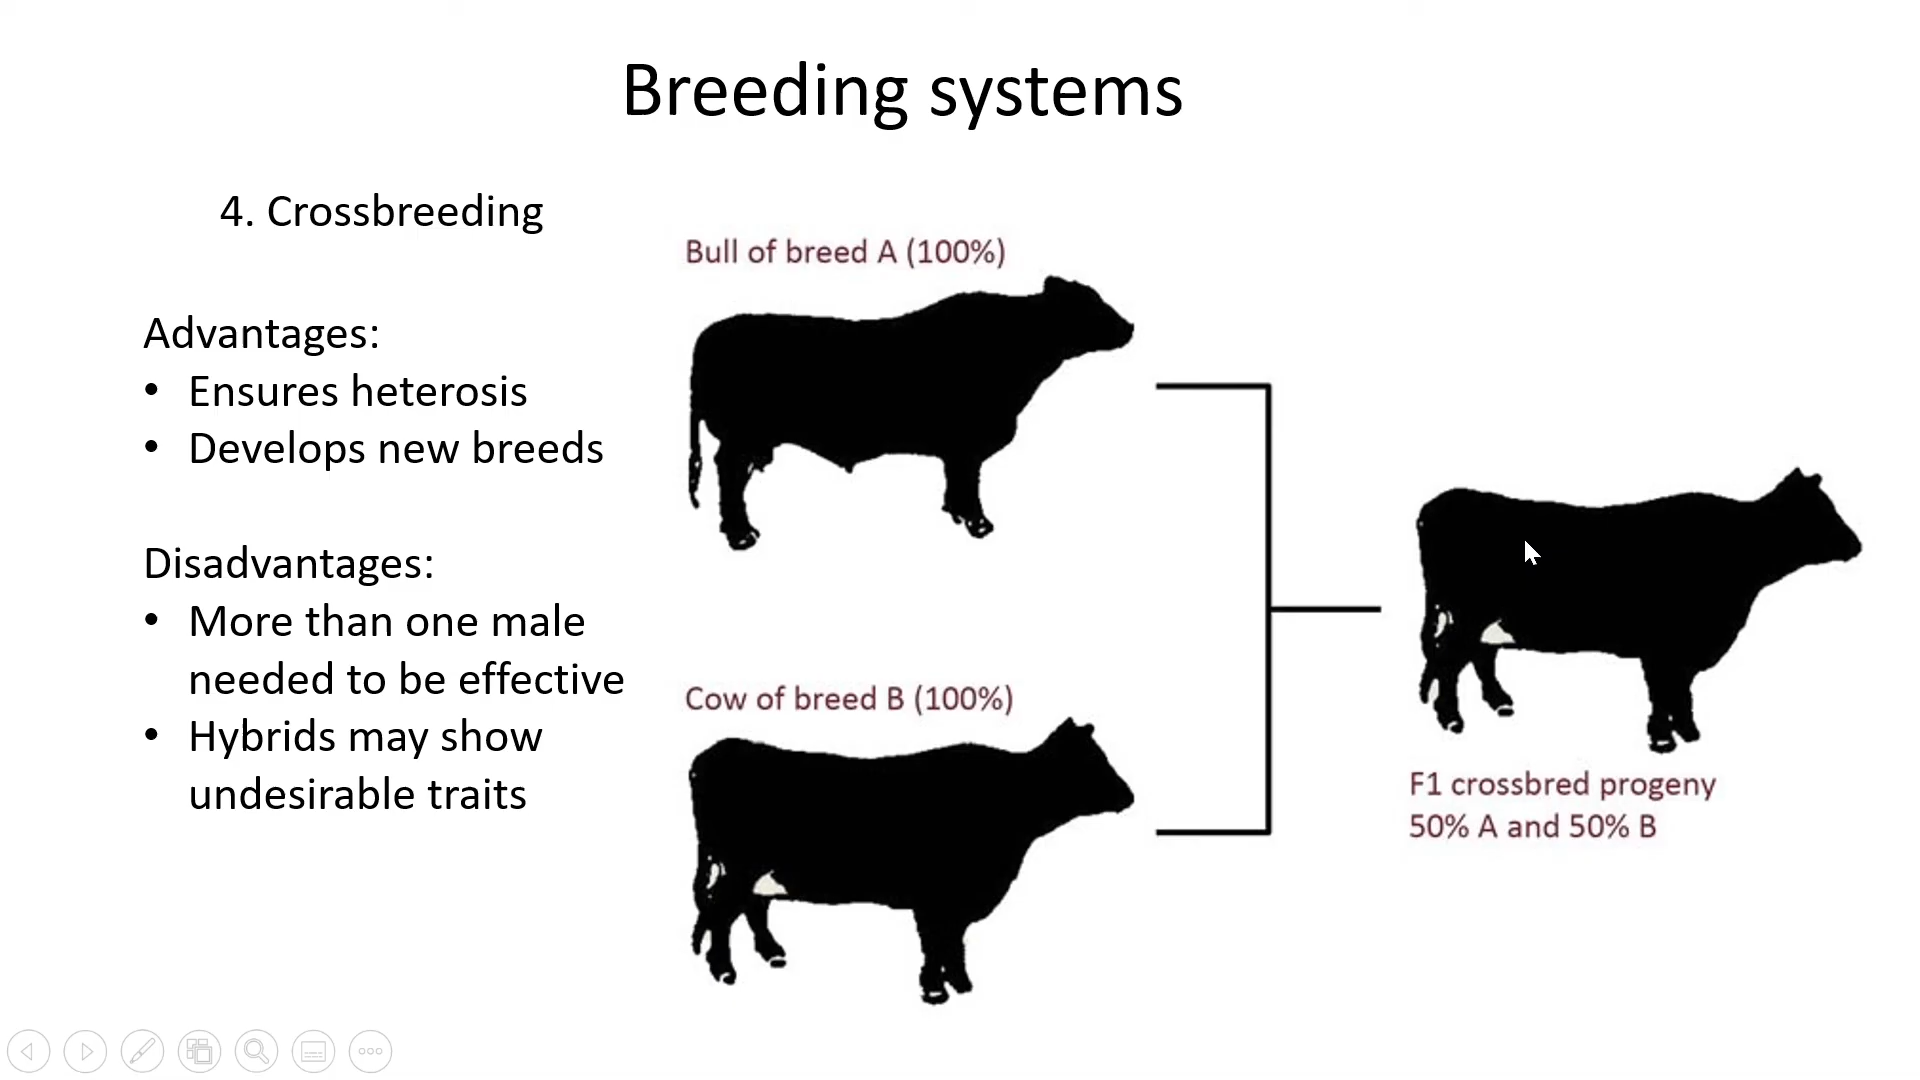 Breeding systems
4. Crossbreeding
Advantages:
• Ensures heterosis
• Develops new breeds
Disadvantages:
• More than one male
needed to be effective
• Hybrids may show
undesirable traits
Bull of breed A (100%)
Cow of breed B (100%)
F1 crossbred progeny
50% A and 50% B